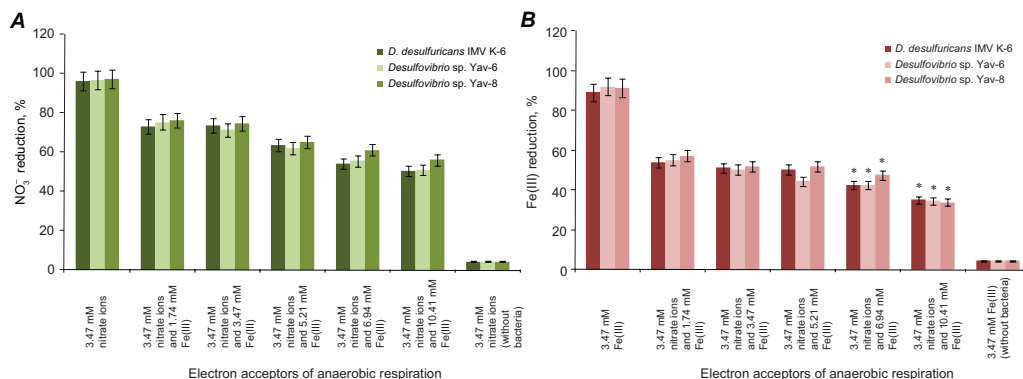 A
NO₃⁻ reduction, %
120
100
80
60
40
20
0
D. desulfuricans IMV K-6
Desulfovibrio sp. Yav-6
Desulfovibrio sp. Yav-8
3.47 mM
nitrate ions
3.47 mM
nitrate ions
and 1.74 mM
Fe(III)
3.47 mM
nitrate ions
and 3.47 mM
Fe(III)
3.47 mM
nitrate ions
and 5.21 mM
Fe(III)
3.47 mM
nitrate ions
and 6.94 mM
Fe(III)
3.47 mM
nitrate ions
and 10.41 mM
Fe(III)
3.47 mM
nitrate ions
(without
bacteria)
Electron acceptors of anaerobic respiration
B
Fe(III) reduction, %
120
100
80
60
40
20
0
D. desulfuricans IMV K-6
Desulfovibrio sp. Yav-6
Desulfovibrio sp. Yav-8
* * *
* * *
3.47 mM
Fe(III)
3.47 mM
nitrate ions
and 1.74 mM
Fe(III)
3.47 mM
nitrate ions
and 3.47 mM
Fe(III)
3.47 mM
nitrate ions
and 5.21 mM
Fe(III)
3.47 mM
nitrate ions
and 6.94 mM
Fe(III)
3.47 mM
nitrate ions
and 10.41 mM
Fe(III)
3.47 mM Fe(III)
(without bacteria)
Electron acceptors of anaerobic respiration